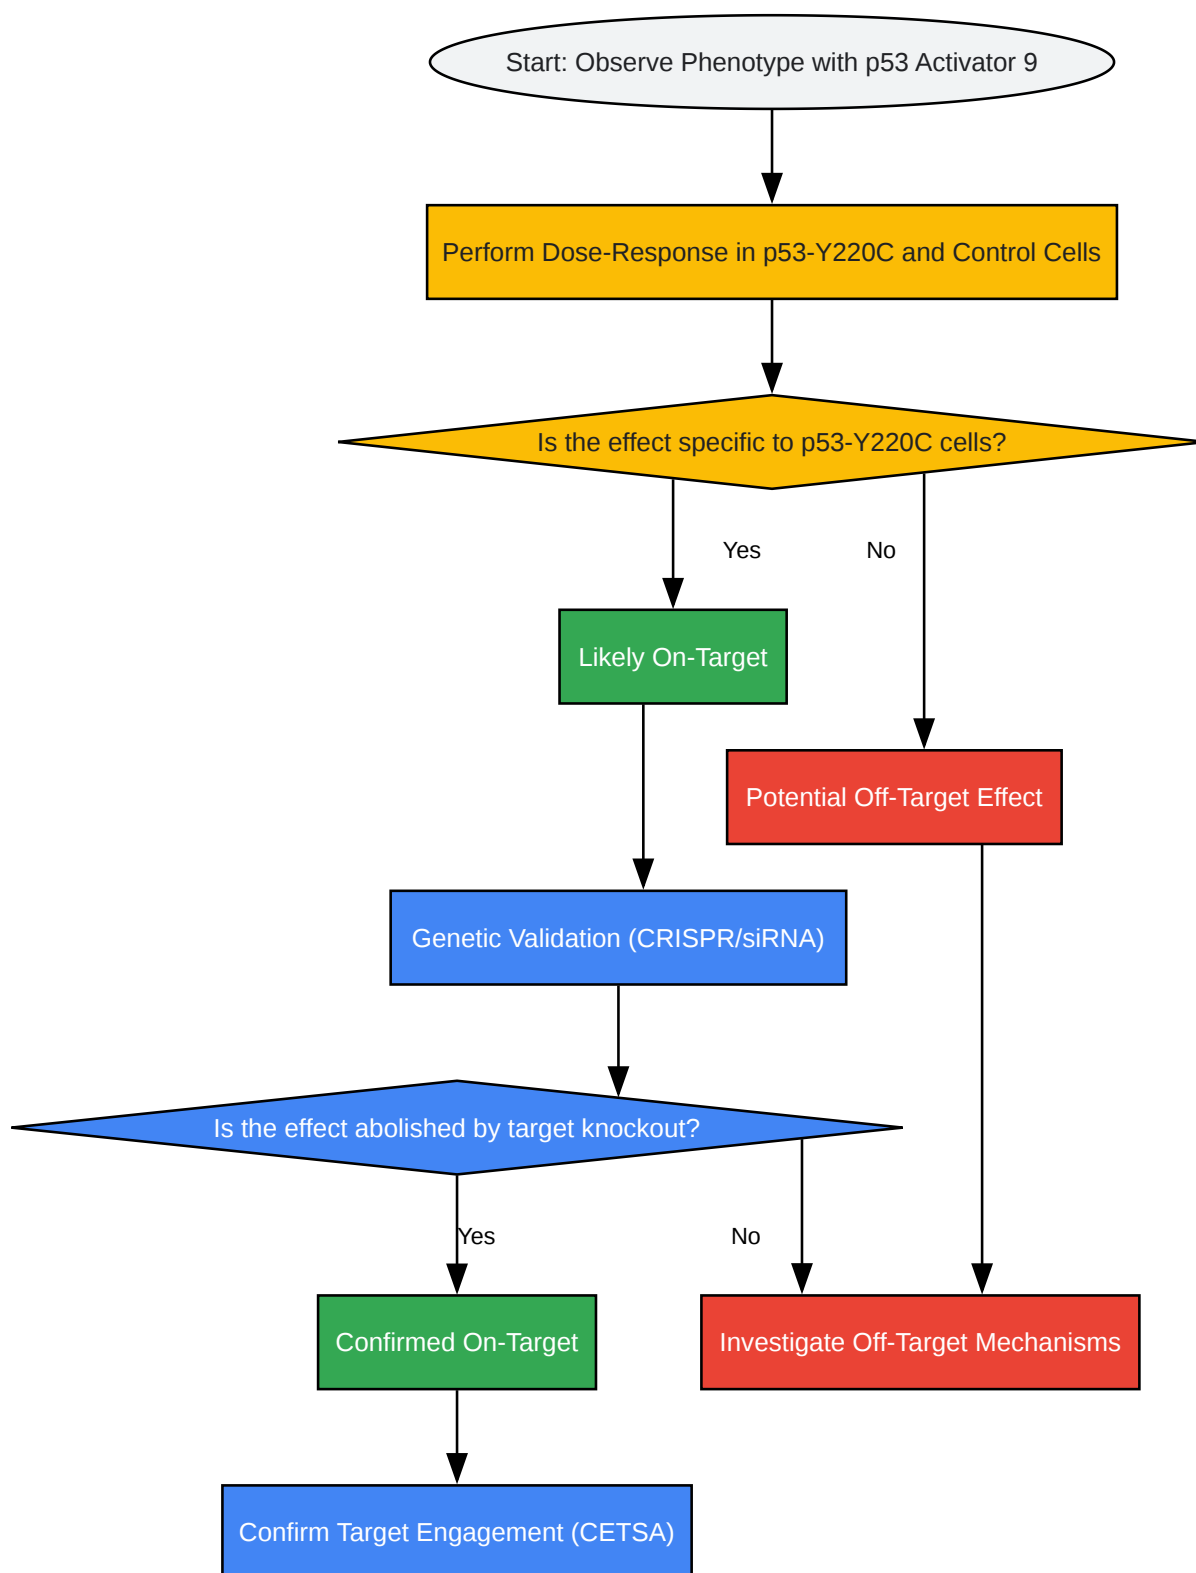 Start: Observe Phenotype with p53 Activator 9
Perform Dose-Response in p53-Y220C and Control Cells
Is the effect specific to p53-Y220C cells?
Yes
No
Likely On-Target
Potential Off-Target Effect
Genetic Validation (CRISPR/siRNA)
Is the effect abolished by target knockout?
Yes
No
Confirmed On-Target
Investigate Off-Target Mechanisms
Confirm Target Engagement (CETSA)